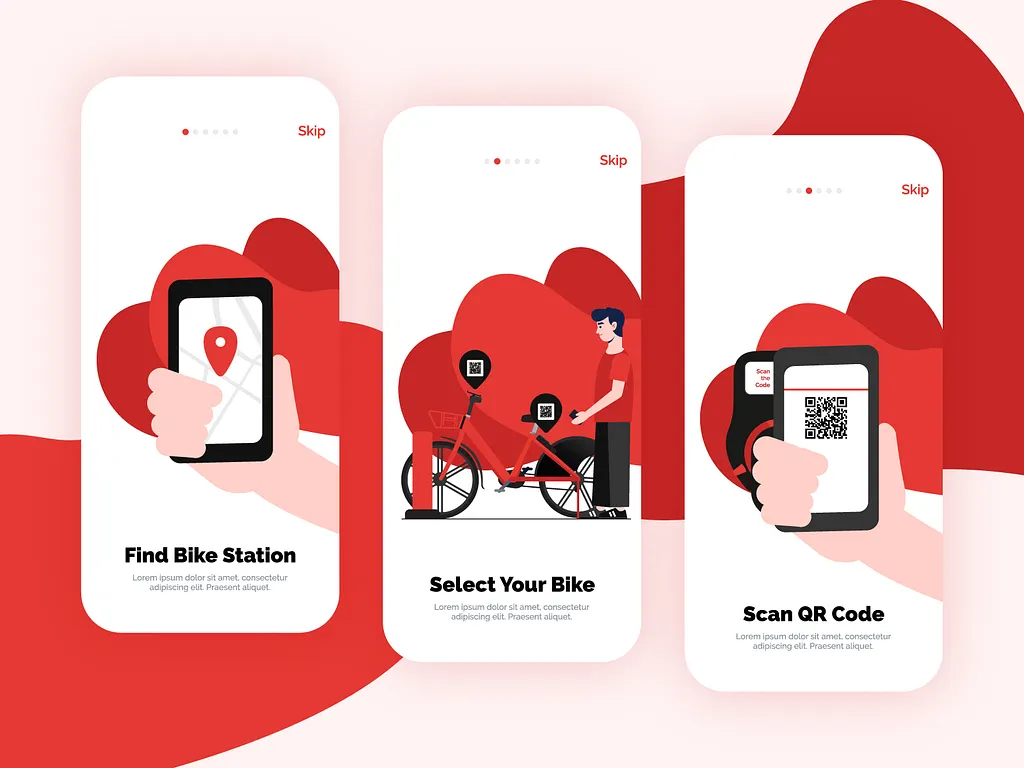 Skip
Find Bike Station
Lorem ipsum dolor sit amet, consectetur
adipiscing elit. Praesent aliquet.
Skip
Select Your Bike
Lorem ipsum dolor sit amet, consectetur
adipiscing elit. Praesent aliquet.
Skip
Scan
the
Code
Scan QR Code
Lorem ipsum dolor sit amet, consectetur
adipiscing elit. Praesent aliquet.